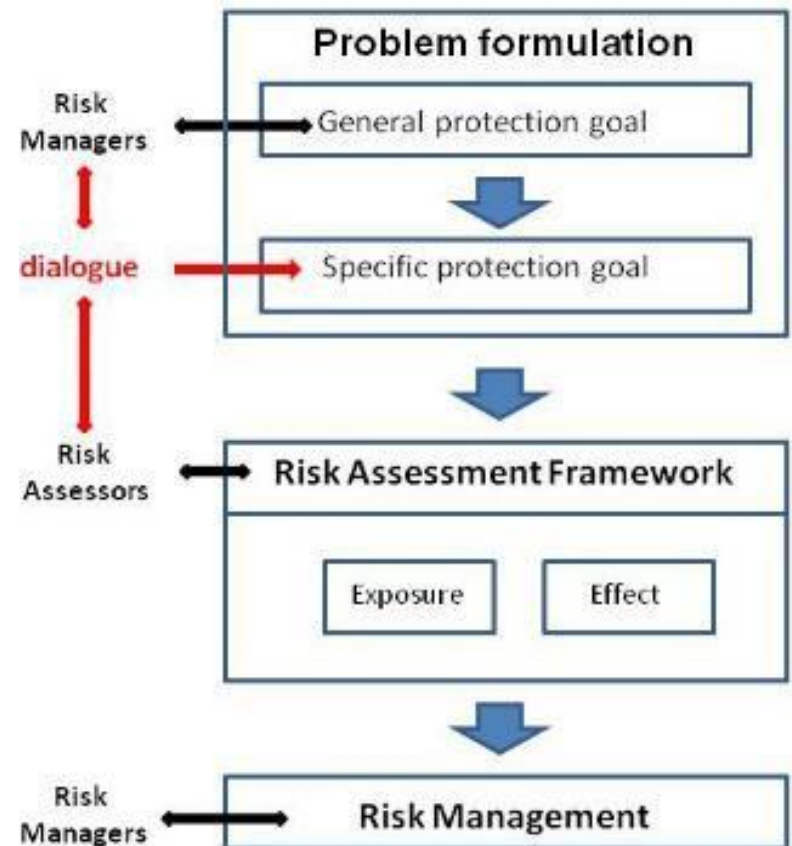 Problem formulation
Risk
Managers
General protection goal
dialogue
Specific protection goal
Risk
Assessors
Risk Assessment Framework
Exposure
Effect
Risk
Managers
Risk Management